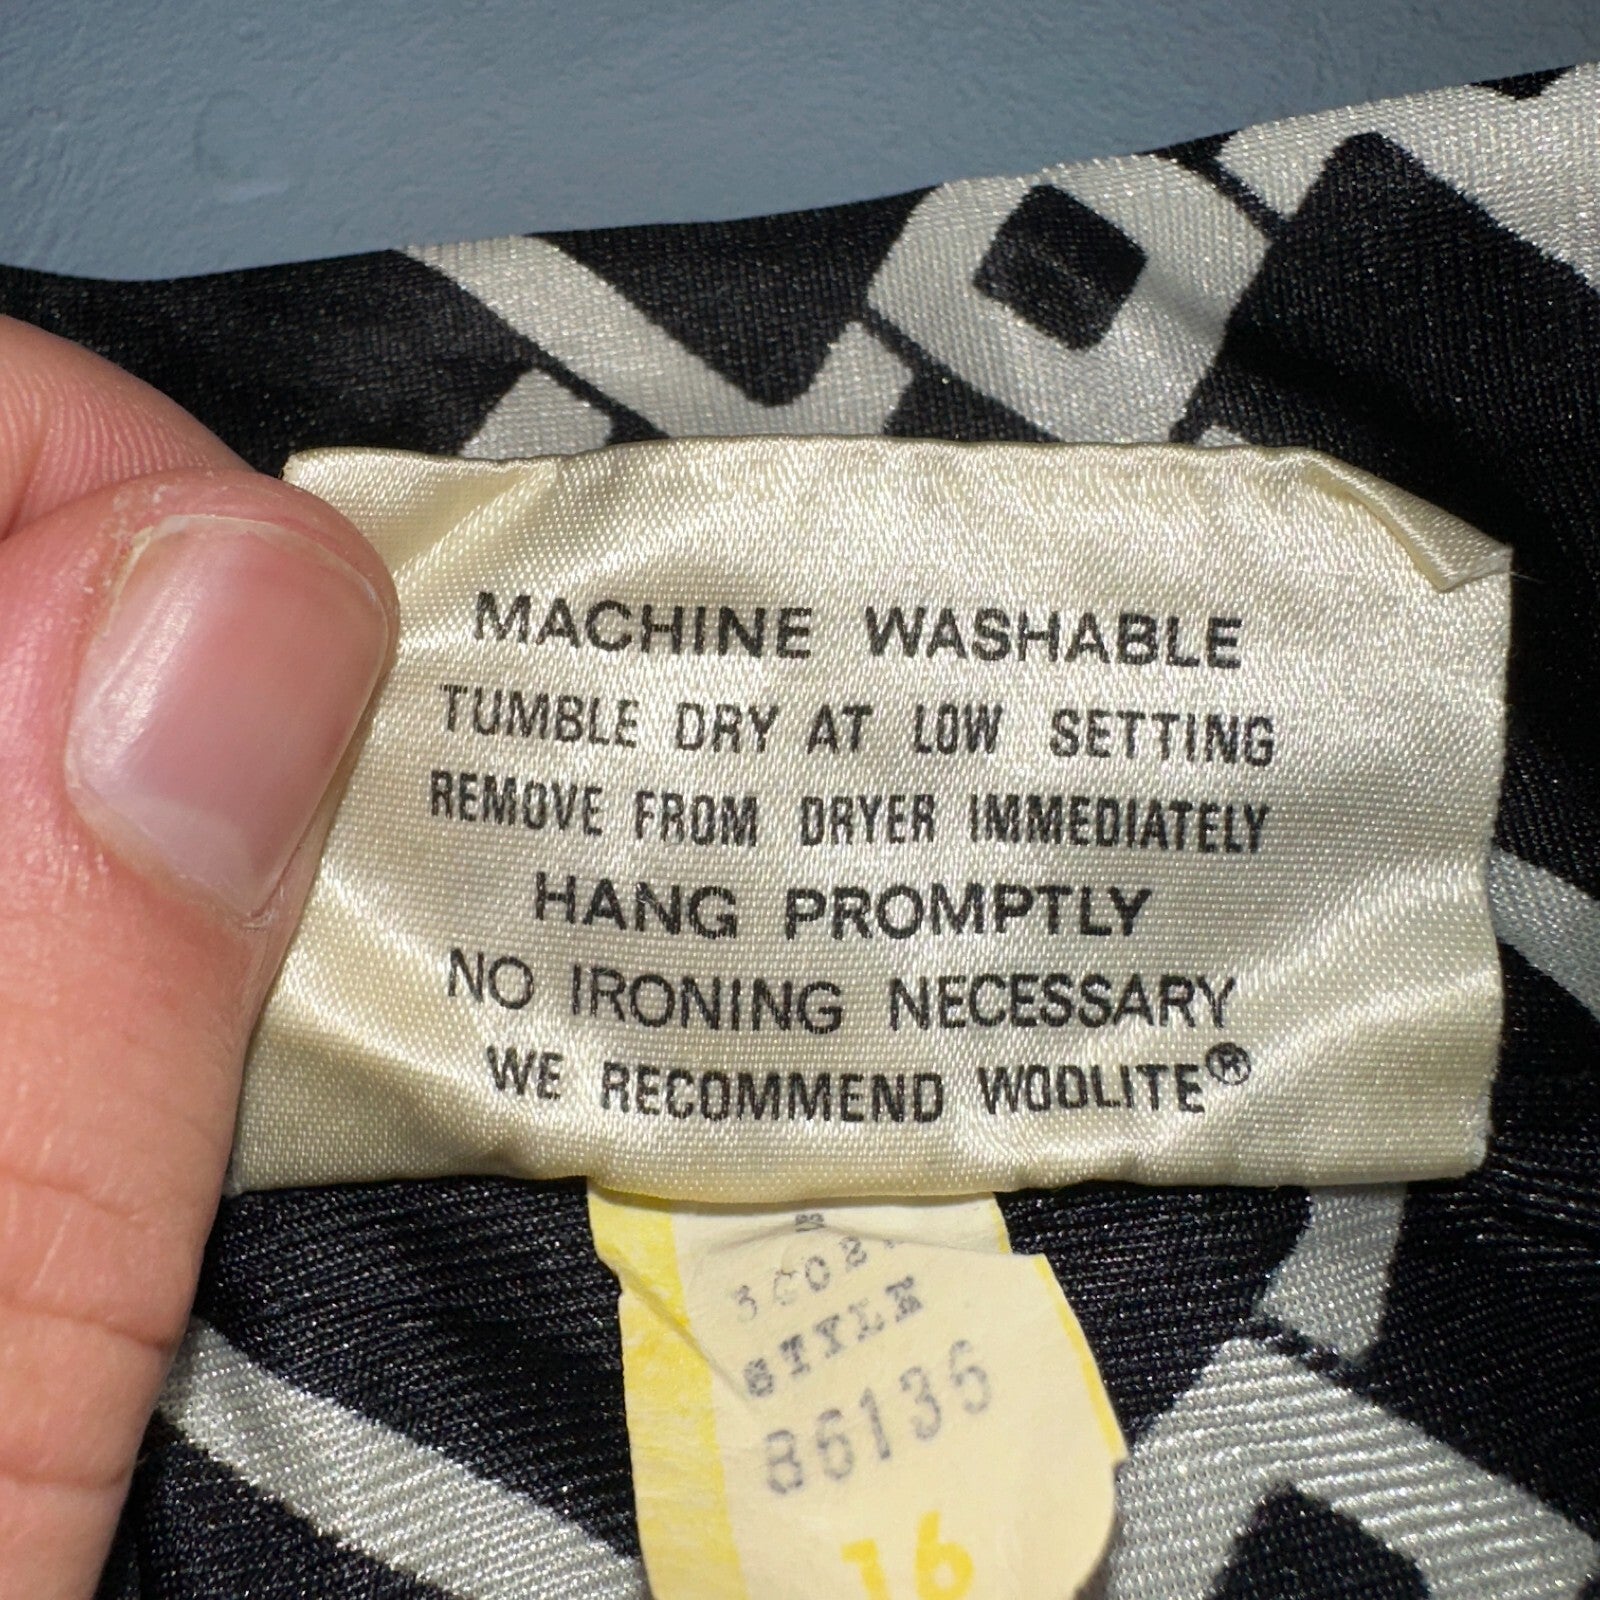 MACHINE WASHABLE
TUMBLE DRY AT LOW SETTING
REMOVE FROM DRYER IMMEDIATELY
HANG PROMPTLY
NO IRONING NECESSARY
WE RECOMMEND WOOLITE®
STYLE
86135
16